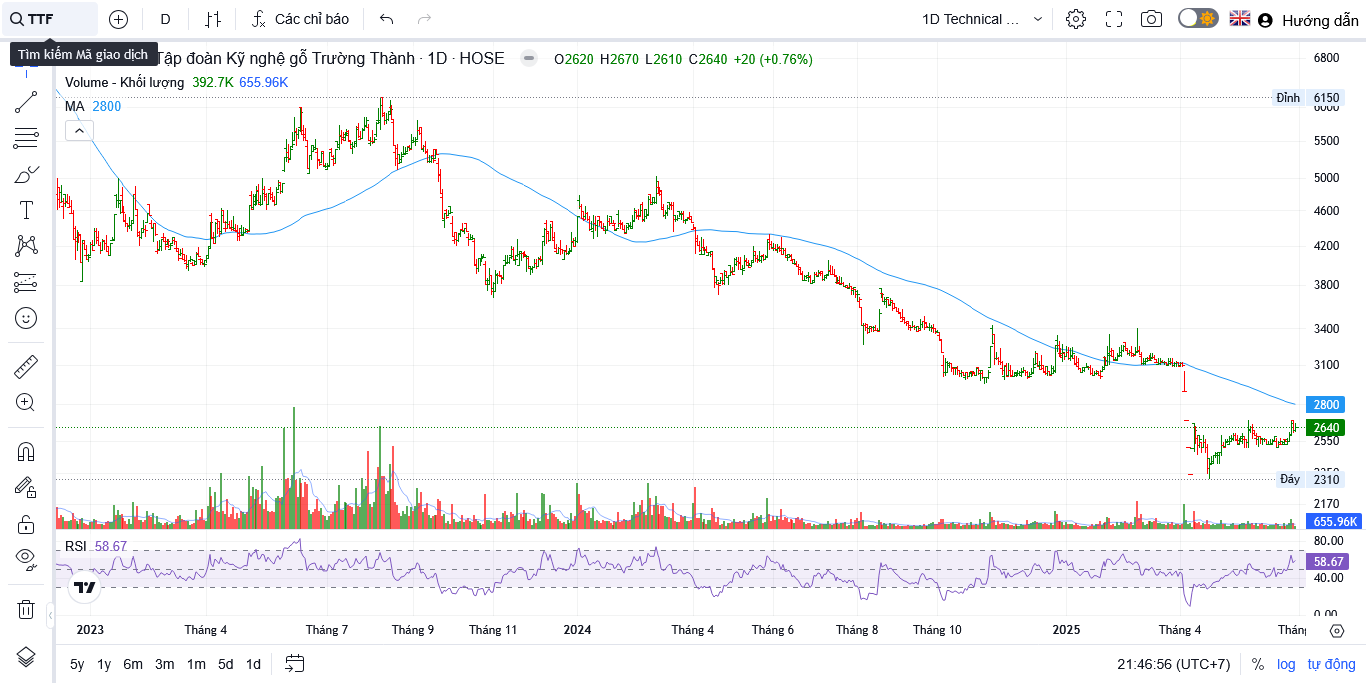 TTF
D
Các chỉ báo
1D Technical ...
Hướng dẫn
Tìm kiếm Mã giao dịch
Tập đoàn Kỹ nghệ gỗ Trường Thành · 1D · HOSE
O2620 H2670 L2610 C2640 +20 (+0.76%)
Volume - Khối lượng 392.7K 655.96K
MA 2800
6800
Đỉnh 6150
6000
5500
5000
4600
4200
3800
3400
3100
2800
2640
2550
2350
Đáy 2310
2170
655.96K
RSI 58.67
80.00
58.67
40.00
0.00
2023 Tháng 4 Tháng 7 Tháng 9 Tháng 11 2024 Tháng 4 Tháng 6 Tháng 8 Tháng 10 2025 Tháng 4 Tháng
5y 1y 6m 3m 1m 5d 1d
21:46:56 (UTC+7) % log tự động